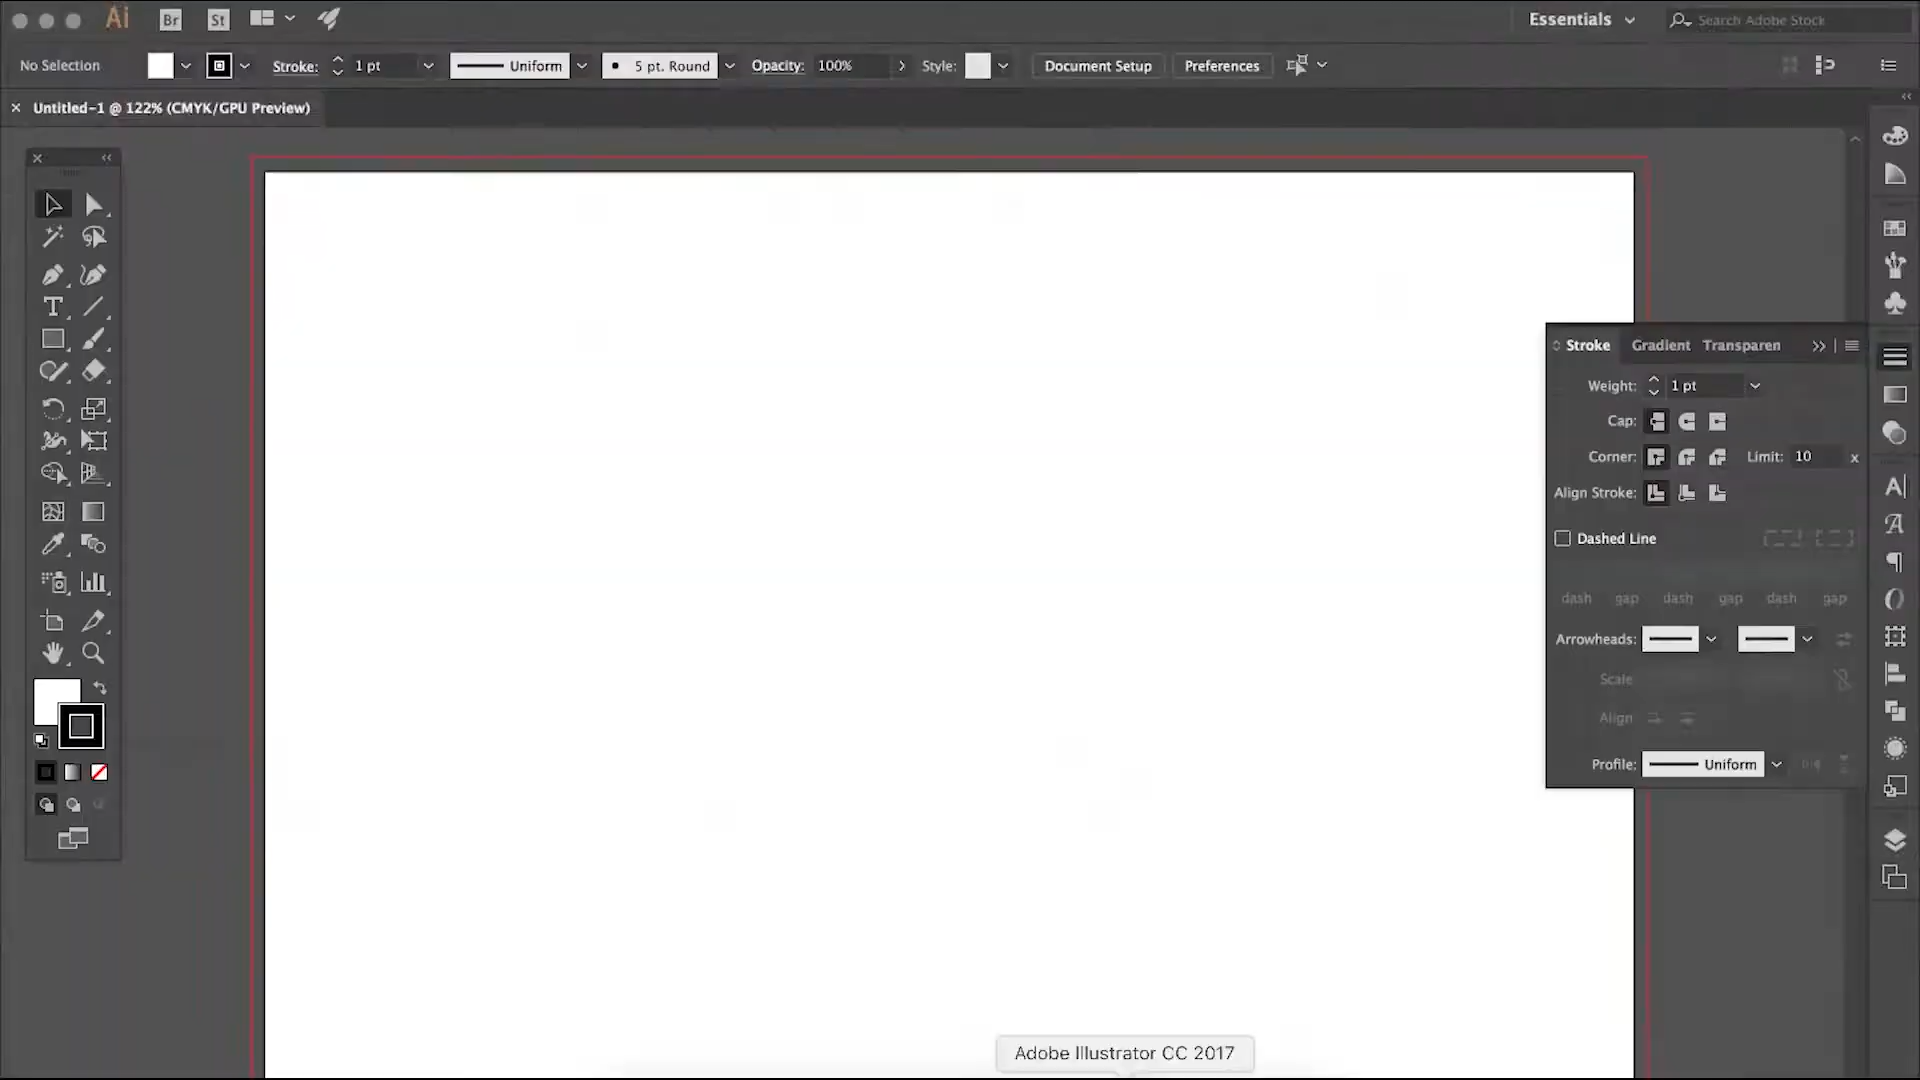 Ai Br St Essentials Search Adobe Stock
No Selection Stroke: 1 pt Uniform 5 pt. Round Opacity: 100% Style: Document Setup Preferences
Untitled-1 @ 122% (CMYK/GPU Preview)
Stroke Gradient Transparen
Weight: 1 pt
Cap:
Corner: Limit: 10 x
Align Stroke:
Dashed Line
dash gap dash gap dash gap
Arrowheads:
Scale
Align
Profile: Uniform
Adobe Illustrator CC 2017